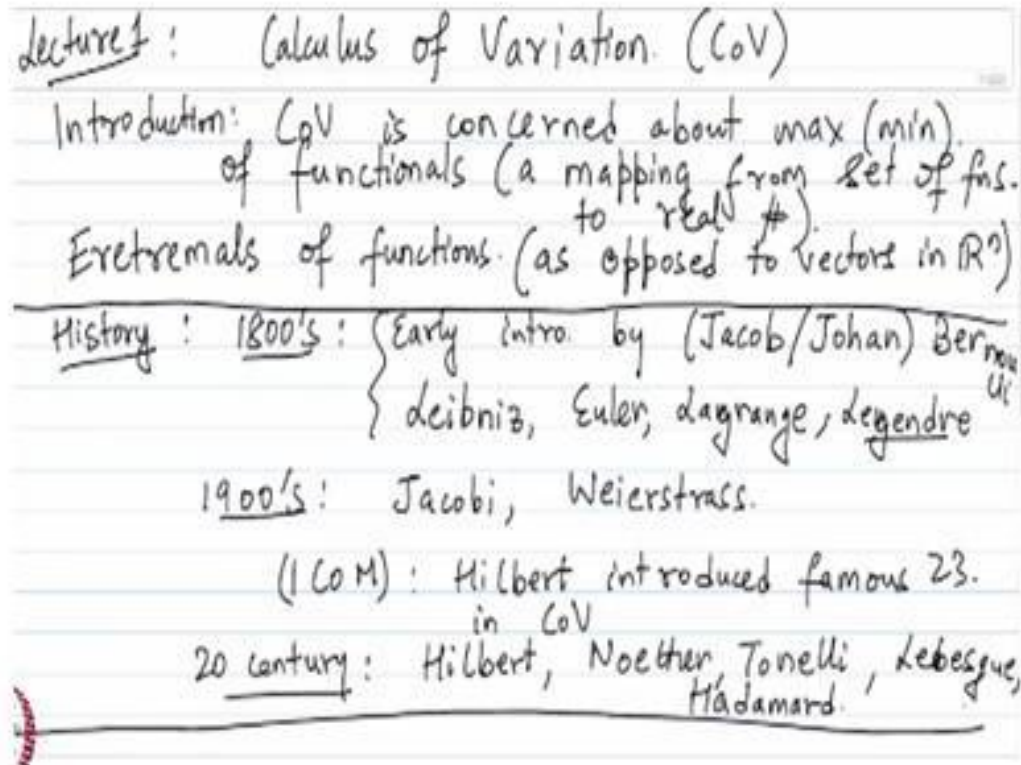 Lecture 1 : Calculus of Variation. (CoV)
Introduction: CoV is concerned about max (min).
of functionals (a mapping from set of fns.
to real #).
Eretremals of functions. (as opposed to vectors in ℝⁿ)
History : 1800's : { Early intro. by (Jacob/Johan) Bernoulli
Leibniz, Euler, Lagrange, Legendre
1900's : Jacobi, Weierstrass.
(ICoM) : Hilbert introduced famous 23.
in CoV
20 century : Hilbert, Noether, Tonelli, Lebesgue,
Hadamard.